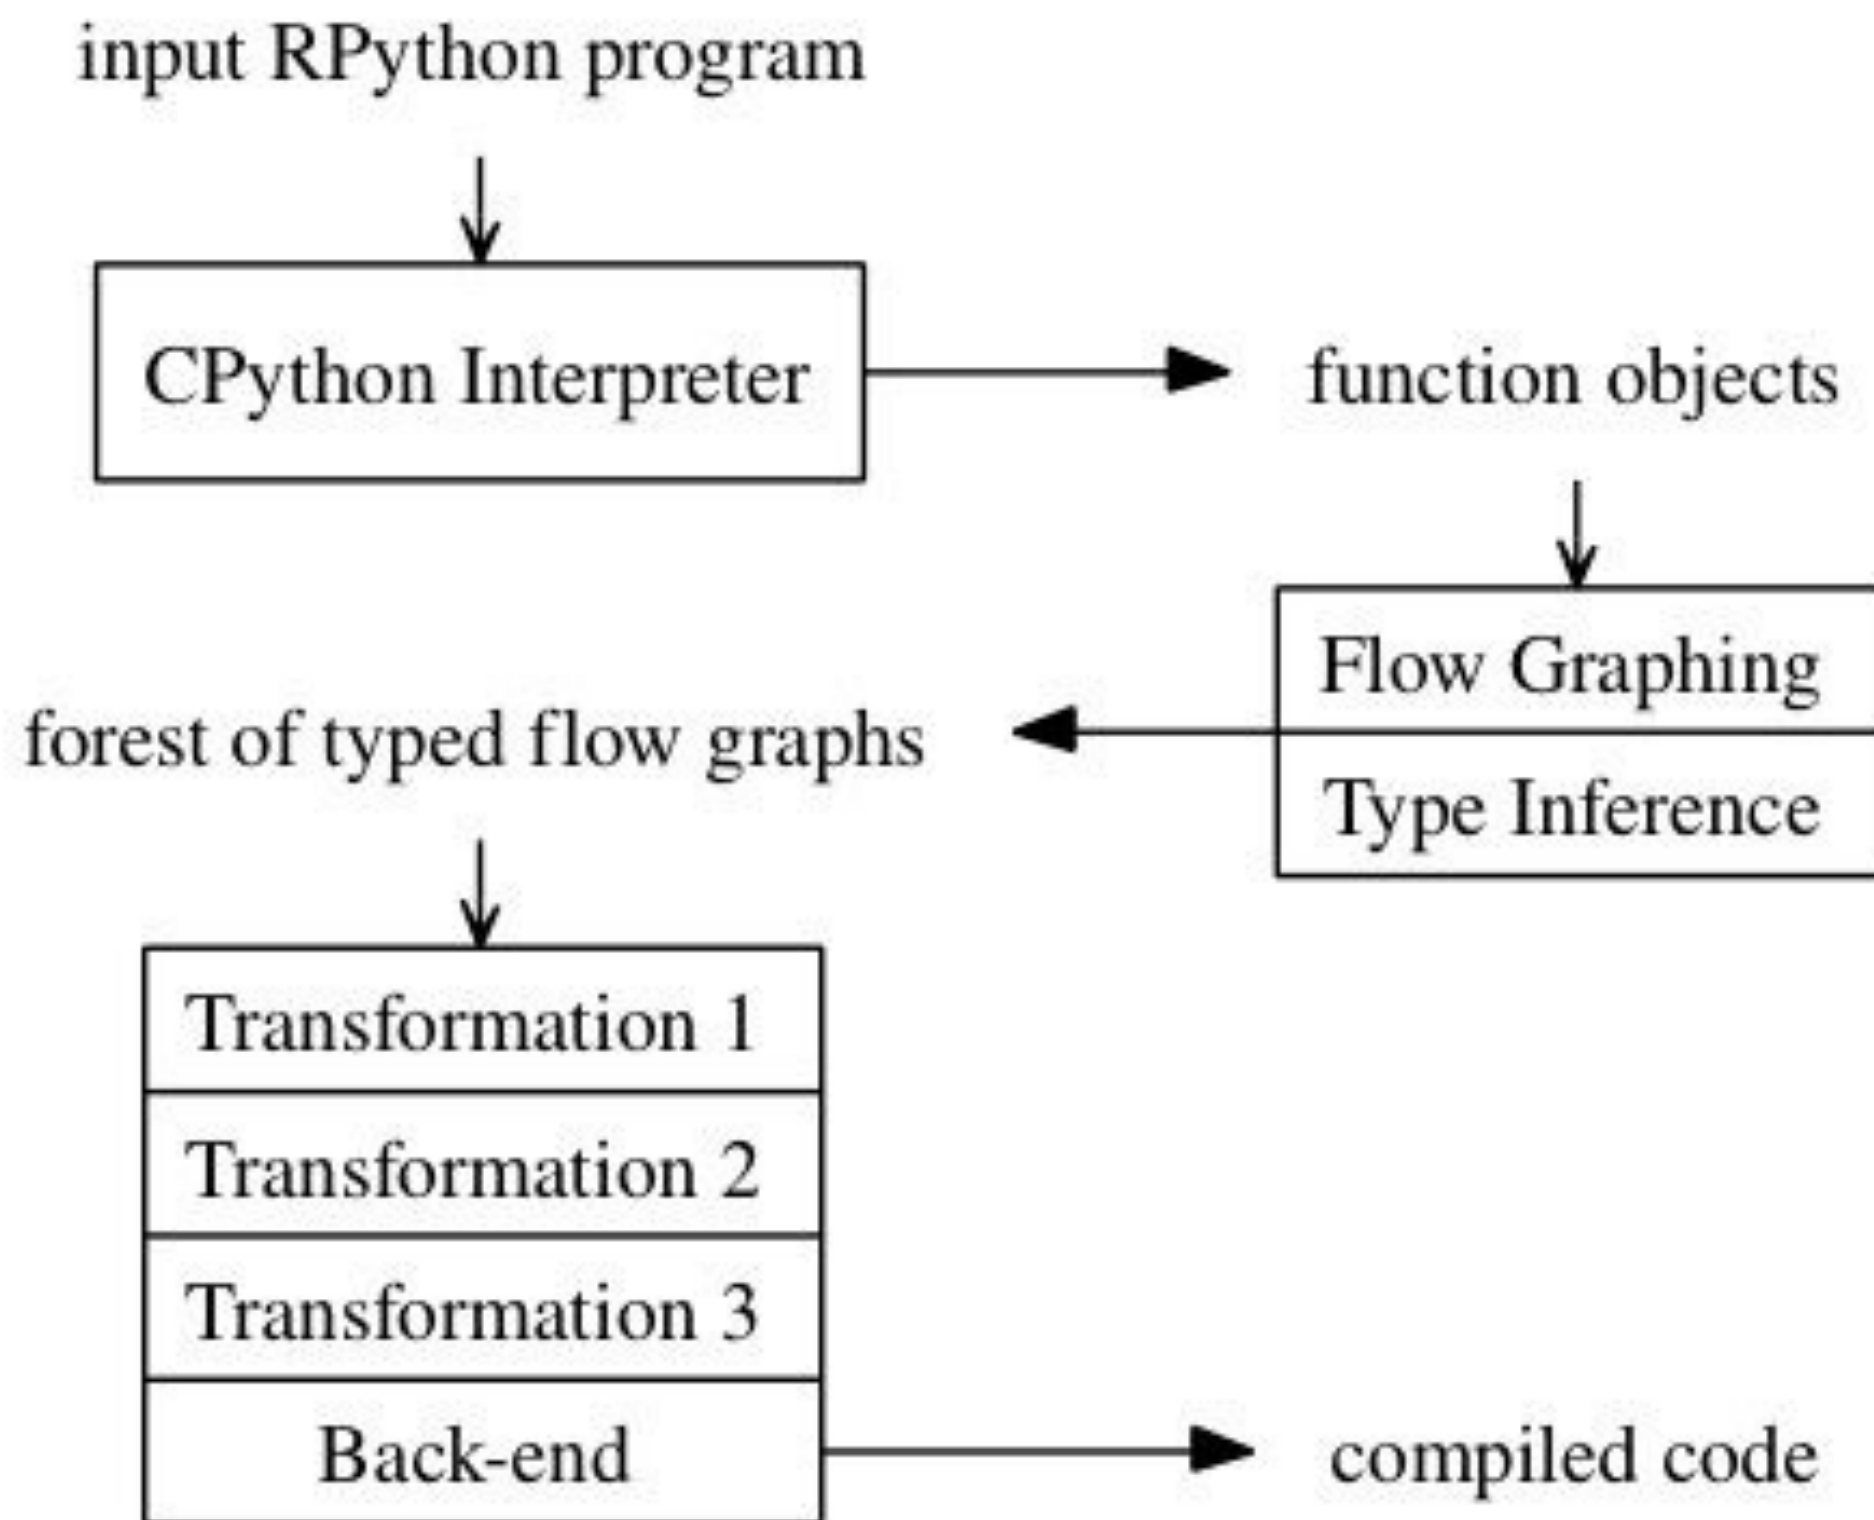 input RPython program
CPython Interpreter
function objects
Flow Graphing
forest of typed flow graphs
Type Inference
Transformation 1
Transformation 2
Transformation 3
Back-end
compiled code